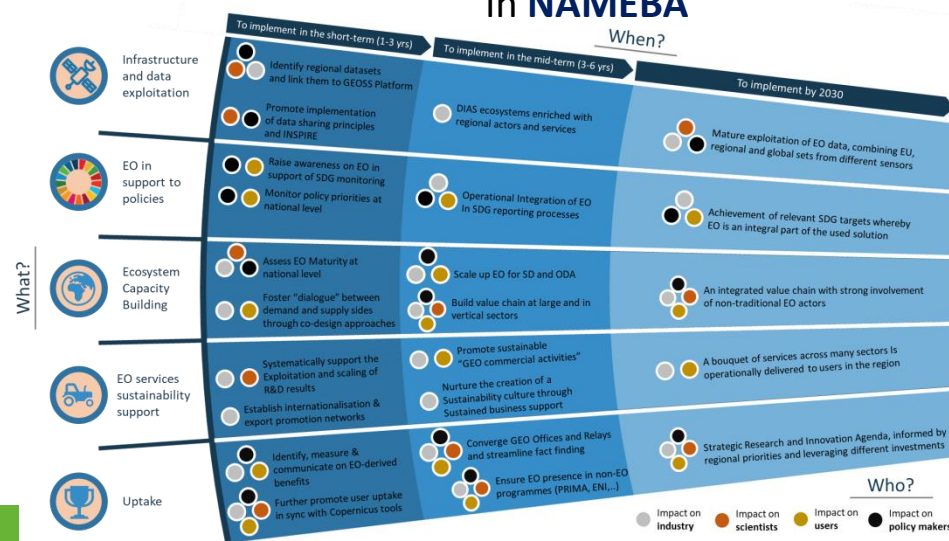 in NAMEBA
When?
To implement in the short-term (1-3 yrs)
To implement in the mid-term (3-6 yrs)
To implement by 2030
What?
Infrastructure
and data
exploitation
Identify regional datasets
and link them to GEOSS Platform
Promote implementation
of data sharing principles
and INSPIRE
DIAS ecosystems enriched with
regional actors and services
Mature exploitation of EO data, combining EU,
regional and global sets from different sensors
EO in
support to
policies
Raise awareness on EO in
support of SDG monitoring
Monitor policy priorities at
national level
Operational Integration of EO
In SDG reporting processes
Achievement of relevant SDG targets whereby
EO is an integral part of the used solution
Ecosystem
Capacity
Building
Assess EO Maturity at
national level
Foster "dialogue" between
demand and supply sides
through co-design approaches
Scale up EO for SD and ODA
Build value chain at large and in
vertical sectors
An integrated value chain with strong involvement
of non-traditional EO actors
EO services
sustainability
support
Systematically support the
Exploitation and scaling of
R&D results
Establish internationalisation &
export promotion networks
Promote sustainable
"GEO commercial activities"
Nurture the creation of a
Sustainability culture through
Sustained business support
A bouquet of services across many sectors Is
operationally delivered to users in the region
Uptake
Identify, measure &
communicate on EO-derived
benefits
Further promote user uptake
in sync with Copernicus tools
Converge GEO Offices and Relays
and streamline fact finding
Ensure EO presence in non-EO
programmes (PRIMA, ENI,..)
Strategic Research and Innovation Agenda, informed by
regional priorities and leveraging different investments
Who?
Impact on
industry
Impact on
scientists
Impact on
users
Impact on
policy makers